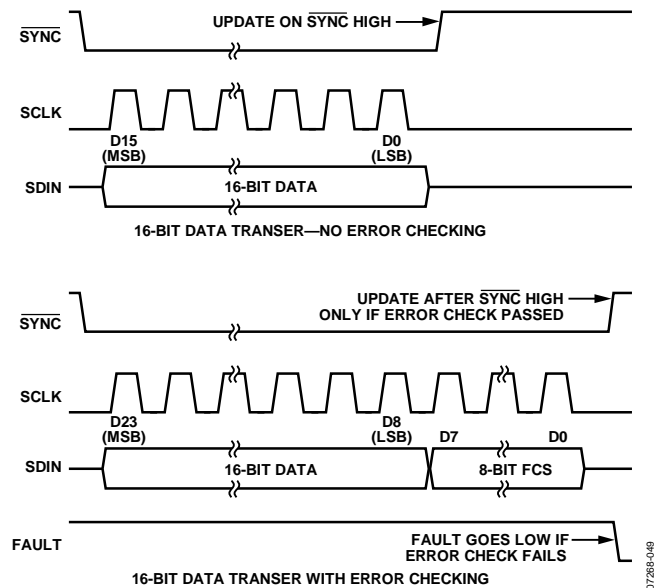 UPDATE ON SYNC HIGH
SYNC
SCLK
D15
(MSB)
D0
(LSB)
SDIN
16-BIT DATA
16-BIT DATA TRANSER—NO ERROR CHECKING
UPDATE AFTER SYNC HIGH
ONLY IF ERROR CHECK PASSED
SYNC
SCLK
D23
(MSB)
D8
(LSB)
D7
D0
SDIN
16-BIT DATA
8-BIT FCS
FAULT
FAULT GOES LOW IF
ERROR CHECK FAILS
16-BIT DATA TRANSER WITH ERROR CHECKING
07268-049